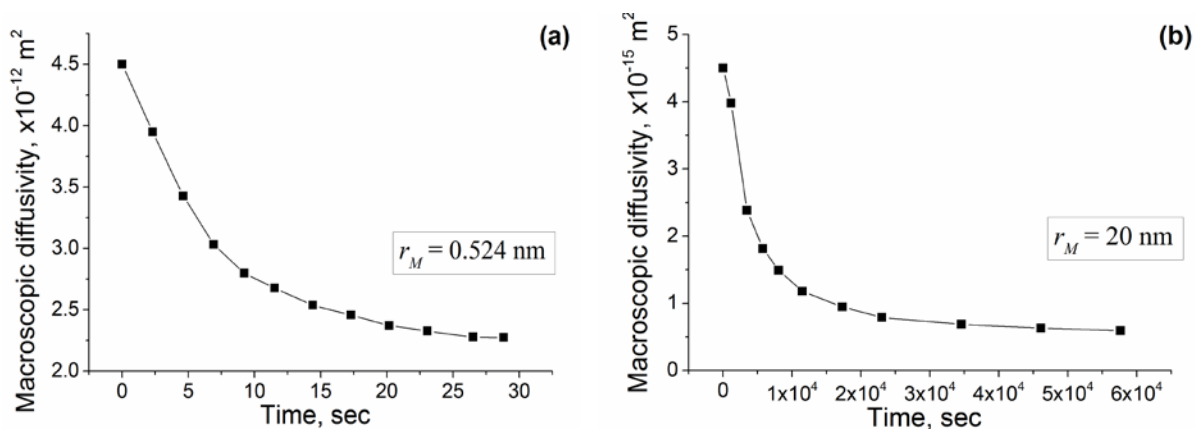 (a)
Macroscopic diffusivity, x10⁻¹² m²
4.5
4.0
3.5
3.0
2.5
2.0
r_M = 0.524 nm
0 5 10 15 20 25 30
Time, sec
(b)
Macroscopic diffusivity, x10⁻¹⁵ m²
5
4
3
2
1
0
r_M = 20 nm
0 1x10⁴ 2x10⁴ 3x10⁴ 4x10⁴ 5x10⁴ 6x10⁴
Time, sec